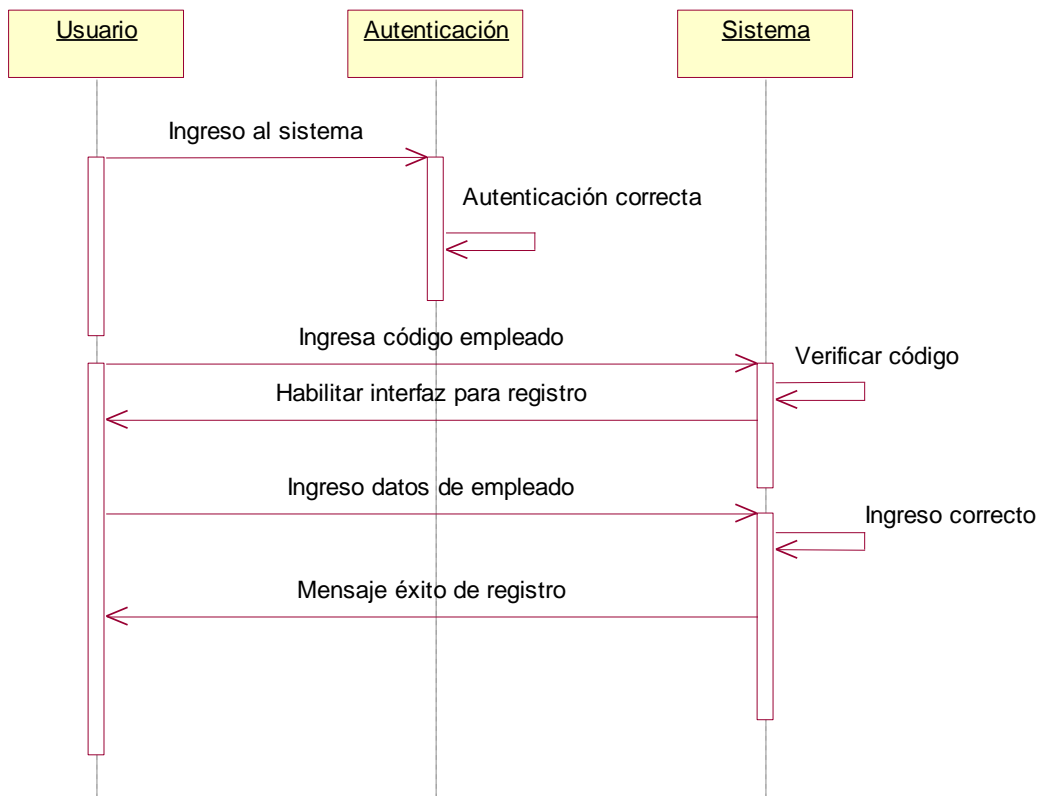 Usuario
Autenticación
Sistema
Ingreso al sistema
Autenticación correcta
Ingresa código empleado
Verificar código
Habilitar interfaz para registro
Ingreso datos de empleado
Ingreso correcto
Mensaje éxito de registro